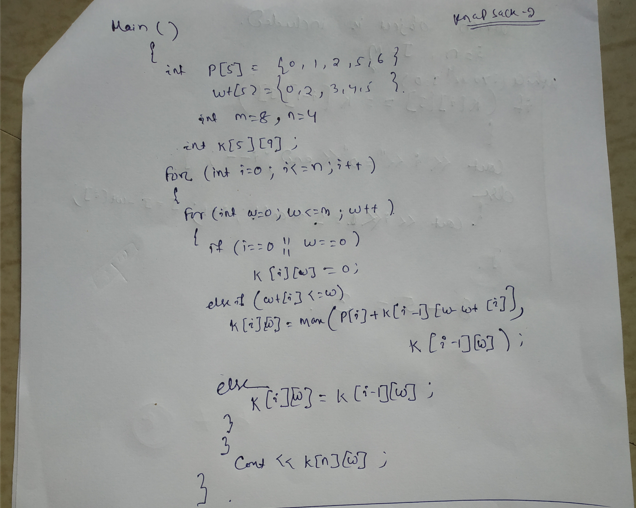 Knapsack-2
Main ()
{
int P[5] = {0, 1, 2, 5, 6}
wt[5] = {0, 2, 3, 4, 5}.
int m=8, n=4
int K[5][9];
for (int i=0; i<=n; i++)
{
for (int w=0; w<=m; w++)
{ if (i==0 || w==0)
K[i][w] = 0;
else if (wt[i] <= w)
K[i][w] = max (P[i] + K[i-1][w-wt[i]],
K[i-1][w]);
else
K[i][w] = K[i-1][w];
}
}
Cout << K[n][w];
}.